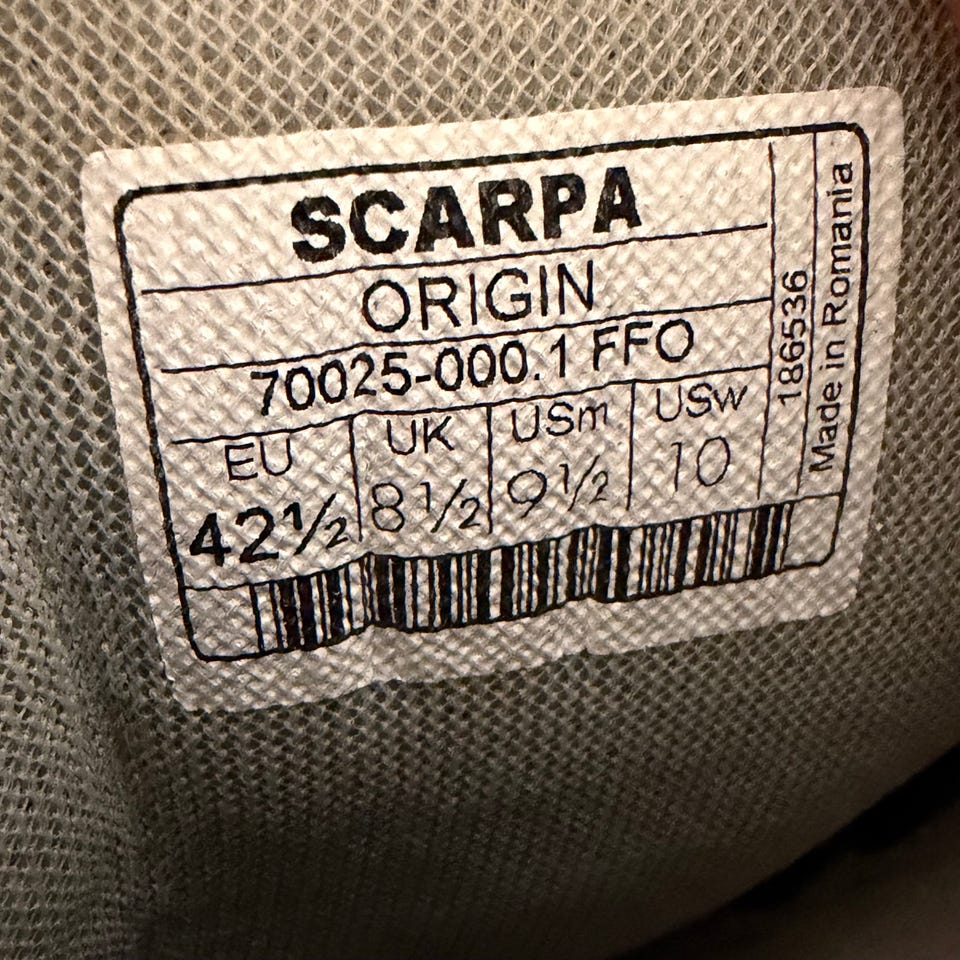 SCARPA
ORIGIN
70025-000.1 FFO
EU UK USm USw
42½ 8½ 9½ 10
186536
Made in Romania